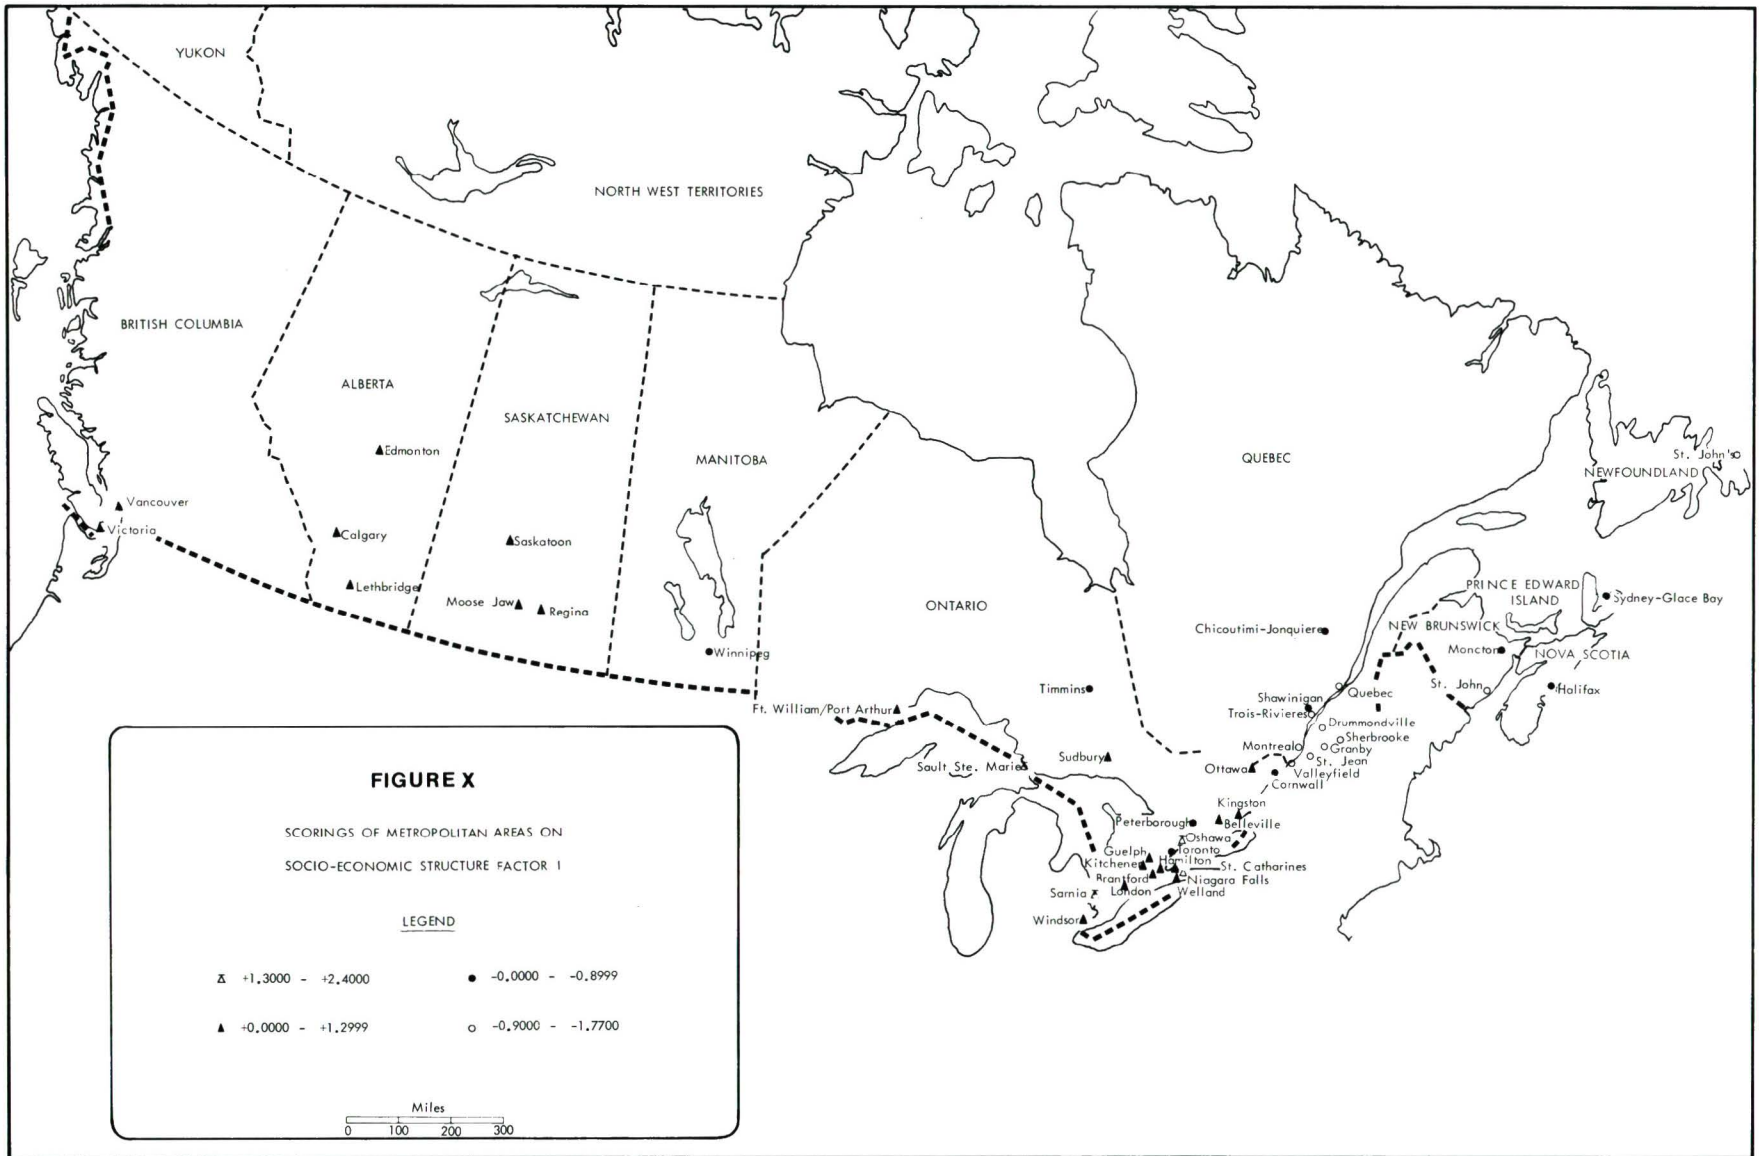 YUKON
NORTH WEST TERRITORIES
BRITISH COLUMBIA
ALBERTA
SASKATCHEWAN
MANITOBA
ONTARIO
QUEBEC
NEWFOUNDLAND
St. John's
PRINCE EDWARD
ISLAND
NEW BRUNSWICK
NOVA SCOTIA
Vancouver
Victoria
Edmonton
Calgary
Lethbridge
Saskatoon
Moose Jaw
Regina
Winnipeg
Ft. William/Port Arthur
Sault Ste. Marie
Sudbury
Timmins
Chicoutimi-Jonquiere
Shawinigan
Trois-Rivieres
Quebec
Drummondville
Sherbrooke
Montreal
Granby
St. Jean
Valleyfield
Ottawa
Cornwall
Kingston
Belleville
Peterborough
Oshawa
Toronto
Guelph
Hamilton
Kitchener
St. Catharines
Brantford
Niagara Falls
London
Welland
Sarnia
Windsor
Sydney-Glace Bay
Moncton
St. John
Halifax
FIGURE X
SCORINGS OF METROPOLITAN AREAS ON
SOCIO-ECONOMIC STRUCTURE FACTOR I
LEGEND
+1.3000 - +2.4000
-0.0000 - -0.8999
+0.0000 - +1.2999
-0.9000 - -1.7700
Miles
0 100 200 300